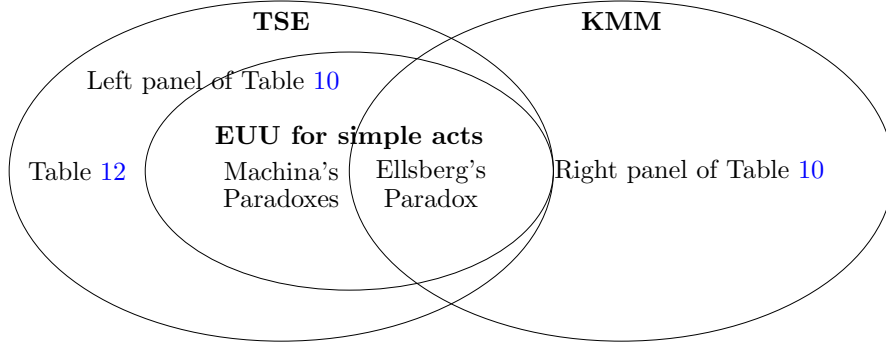 TSE
KMM
Left panel of Table 10
EUU for simple acts
Table 12
Machina's
Paradoxes
Ellsberg's
Paradox
Right panel of Table 10